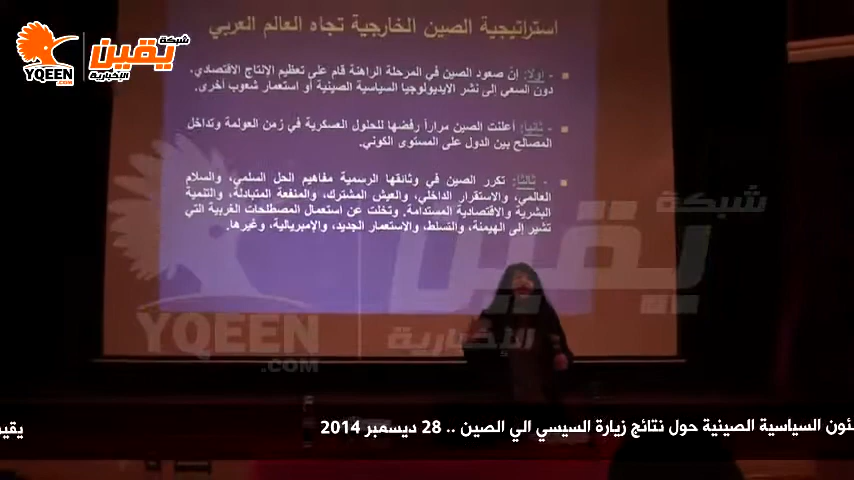 شبكة
يقين
الإخبارية
YQEEN
.COM
استراتيجية الصين الخارجية تجاه العالم العربي
- اولاً: إنّ صعود الصين في المرحلة الراهنة قام على تعظيم الإنتاج الاقتصادي،
دون السعي إلى نشر الايديولوجيا السياسية الصينية أو استعمار شعوب أخرى.
- ثانياً: أعلنت الصين مراراً رفضها للحلول العسكرية في زمن العولمة وتداخل
المصالح بين الدول على المستوى الكوني.
- ثالثا: تكرر الصين في وثائقها الرسمية مفاهيم الحل السلمي، والسلام
العالمي، والاستقرار الداخلي، والعيش المشترك، والمنفعة المتبادلة، والتنمية
البشرية والاقتصادية المستدامة. وتخلت عن استعمال المصطلحات الغربية التي
تشير إلى الهيمنة، والتسلط، والاستعمار الجديد، والإمبريالية، وغيرها.
شبكة
يقين
الإخبارية
YQEEN
.COM
ئون السياسية الصينية حول نتائج زيارة السيسي الي الصين .. 28 ديسمبر 2014
يقين